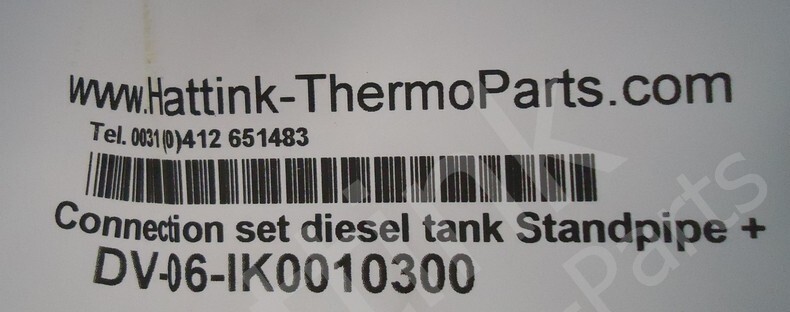 www.Hattink-ThermoParts.com
Tel. 0031(0)412 651483
Connection set diesel tank Standpipe +
DV-06-IK0010300